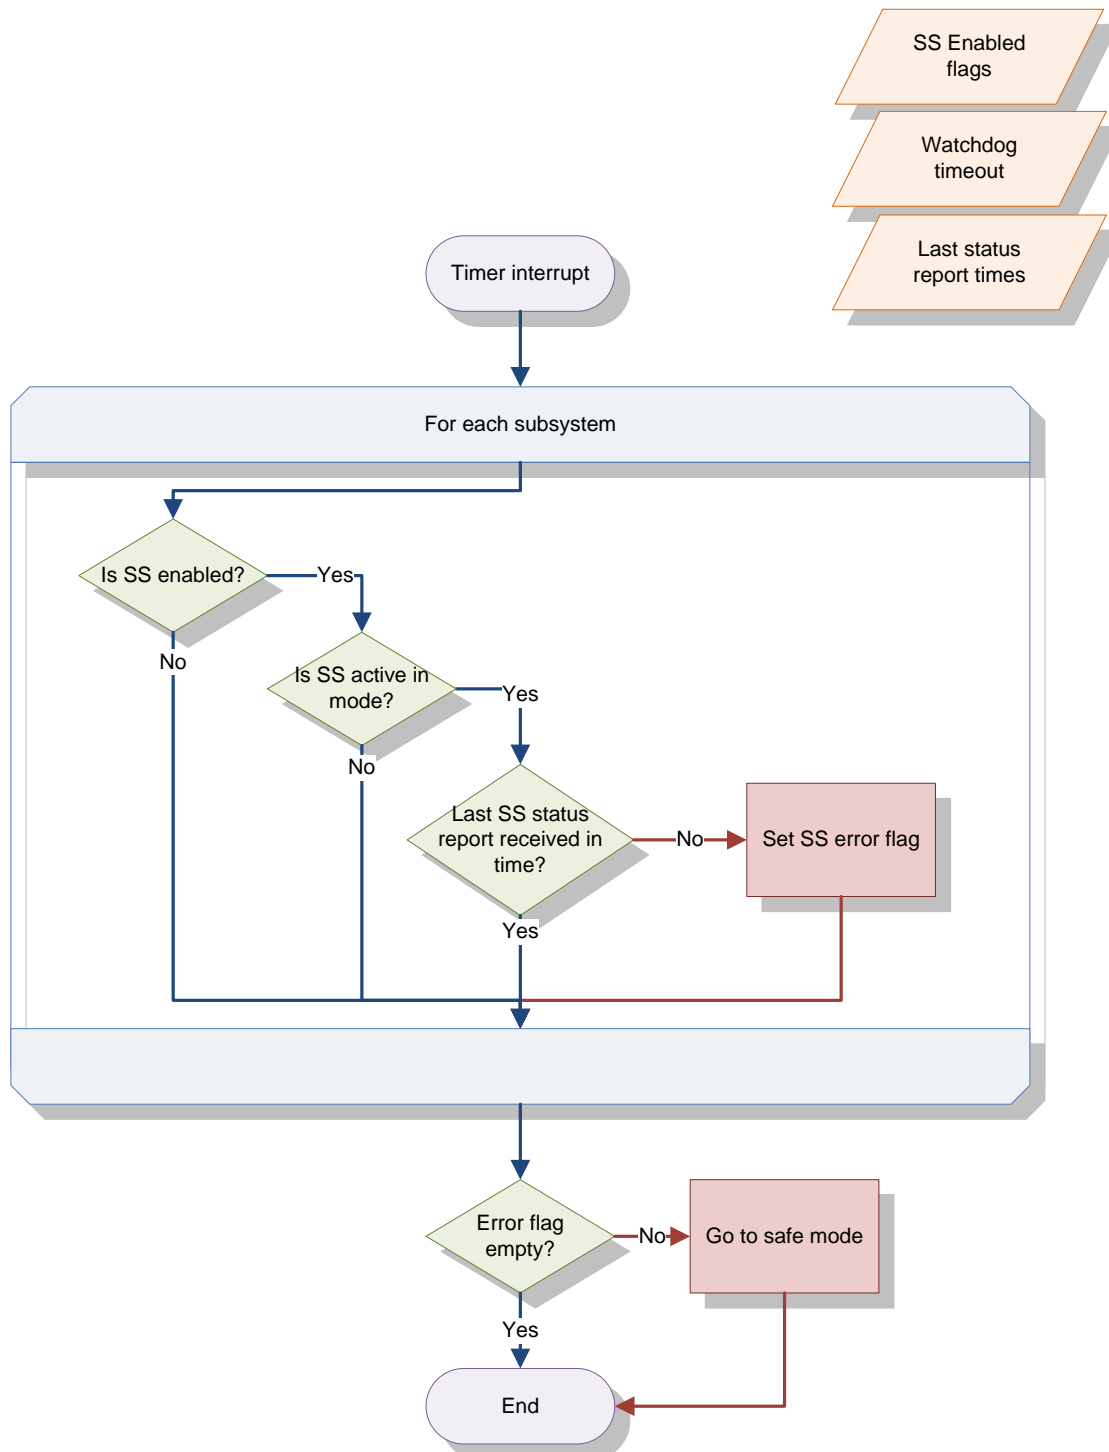 SS Enabled
flags
Watchdog
timeout
Last status
report times
Timer interrupt
For each subsystem
Is SS enabled?
Yes
No
Is SS active in
mode?
Yes
No
Last SS status
report received in
time?
No
Set SS error flag
Yes
Error flag
empty?
No
Go to safe mode
Yes
End